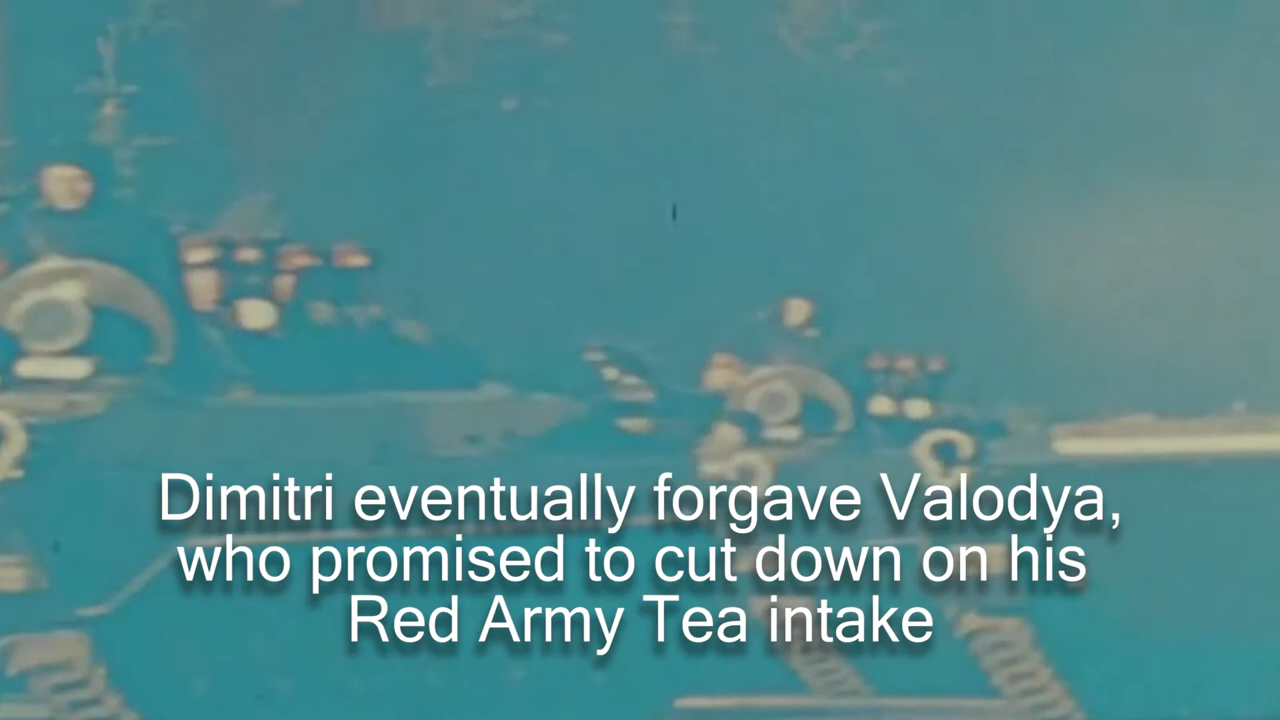 Dimitri eventually forgave Valodya,
who promised to cut down on his
Red Army Tea intake